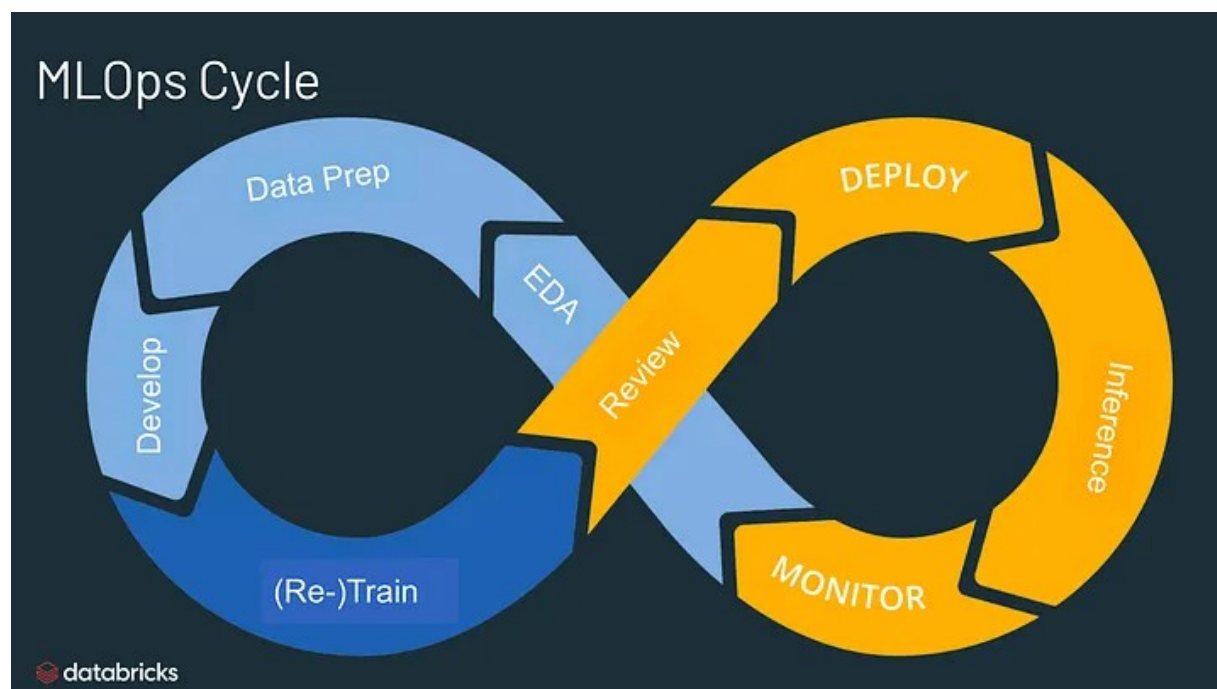 MLOps Cycle
Data Prep
DEPLOY
EDA
Review
Develop
Inference
(Re-)Train
MONITOR
databricks